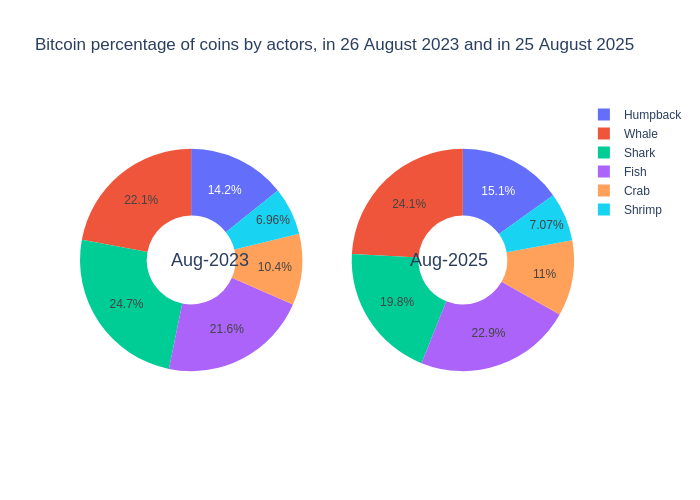 Bitcoin percentage of coins by actors, in 26 August 2023 and in 25 August 2025
Humpback
Whale
Shark
Fish
Crab
Shrimp
14.2%
6.96%
10.4%
21.6%
24.7%
22.1%
Aug-2023
15.1%
7.07%
11%
22.9%
19.8%
24.1%
Aug-2025